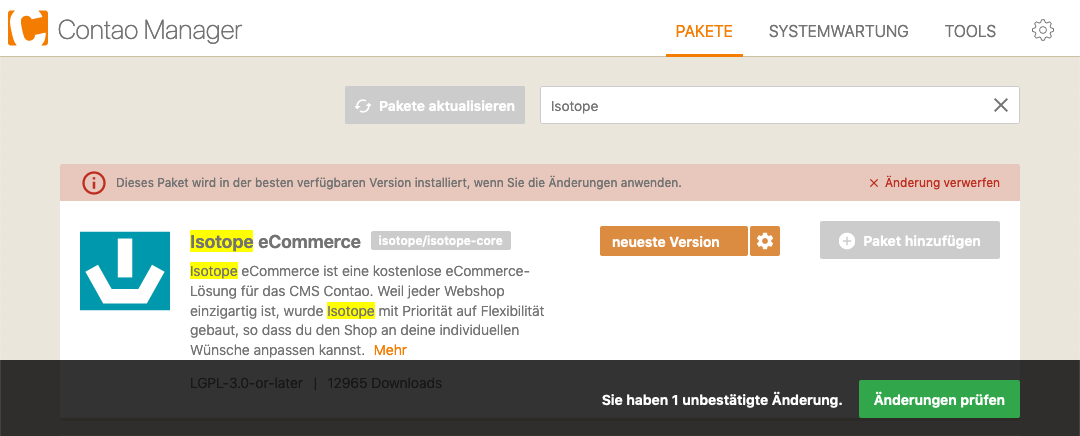 Contao Manager
PAKETE
SYSTEMWARTUNG
TOOLS
Pakete aktualisieren
Isotope
Dieses Paket wird in der besten verfügbaren Version installiert, wenn Sie die Änderungen anwenden.
Änderung verwerfen
Isotope eCommerce isotope/isotope-core
neueste Version
Paket hinzufügen
Isotope eCommerce ist eine kostenlose eCommerce-
Lösung für das CMS Contao. Weil jeder Webshop
einzigartig ist, wurde Isotope mit Priorität auf Flexibilität
gebaut, so dass du den Shop an deine individuellen
Wünsche anpassen kannst. Mehr
LGPL-3.0-or-later | 12965 Downloads
Sie haben 1 unbestätigte Änderung.
Änderungen prüfen